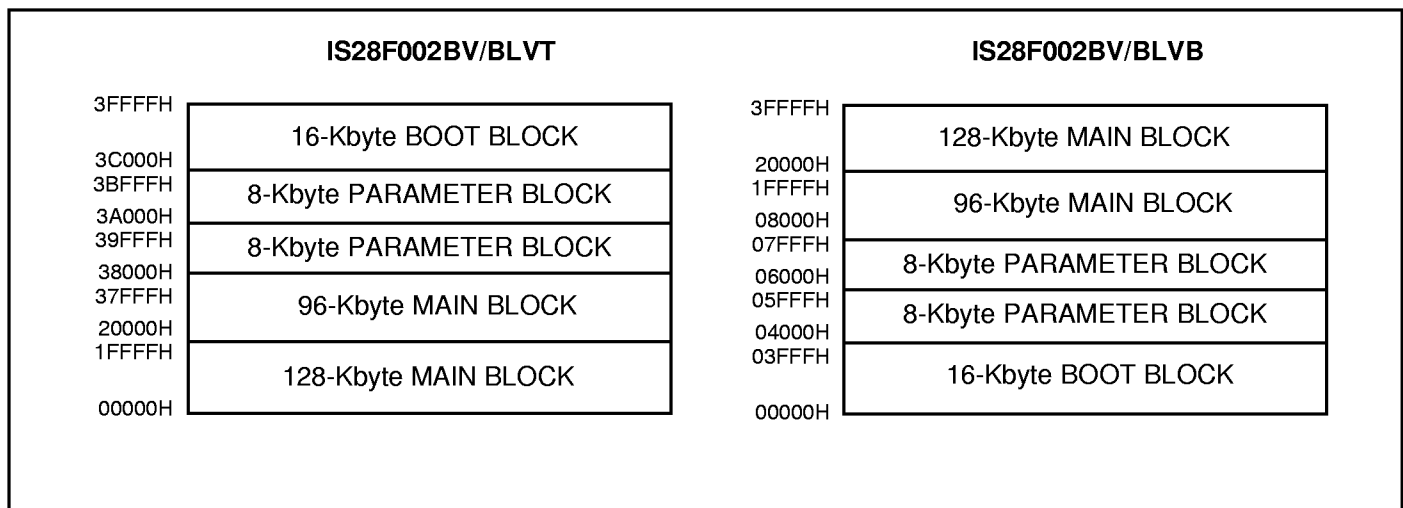 IS28F002BV/BLVT
3FFFFH
16-Kbyte BOOT BLOCK
3C000H
3BFFFH
8-Kbyte PARAMETER BLOCK
3A000H
39FFFH
8-Kbyte PARAMETER BLOCK
38000H
37FFFH
96-Kbyte MAIN BLOCK
20000H
1FFFFH
128-Kbyte MAIN BLOCK
00000H
IS28F002BV/BLVB
3FFFFH
128-Kbyte MAIN BLOCK
20000H
1FFFFH
96-Kbyte MAIN BLOCK
08000H
07FFFH
8-Kbyte PARAMETER BLOCK
06000H
05FFFH
8-Kbyte PARAMETER BLOCK
04000H
03FFFH
16-Kbyte BOOT BLOCK
00000H